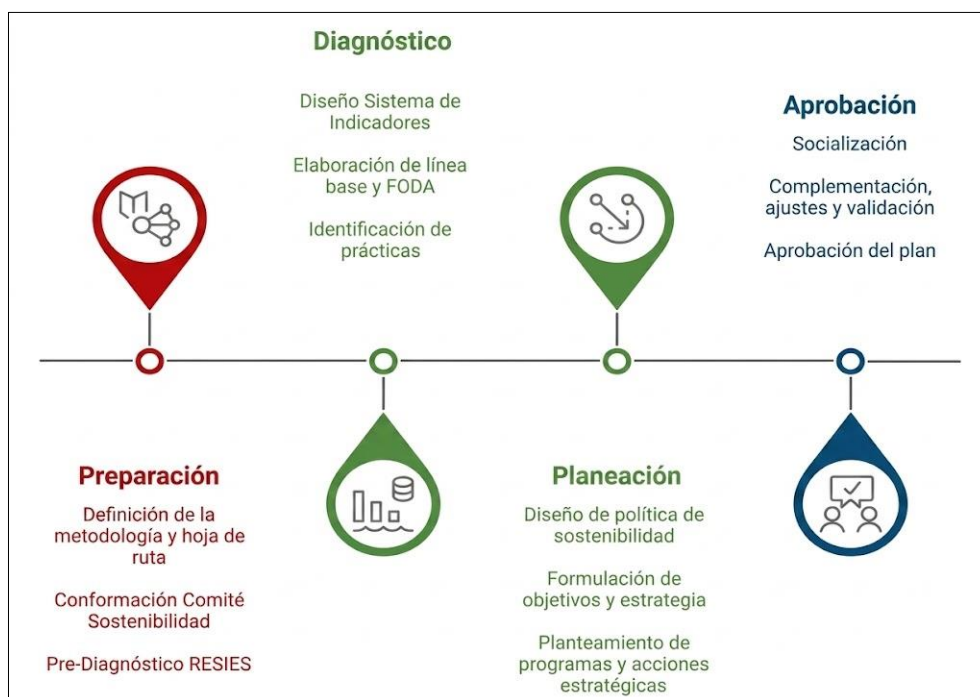 Preparación
Definición de la
metodología y hoja de
ruta
Conformación Comité
Sostenibilidad
Pre-Diagnóstico RESIES
Diagnóstico
Diseño Sistema de
Indicadores
Elaboración de línea
base y FODA
Identificación de
prácticas
Planeación
Diseño de política de
sostenibilidad
Formulación de
objetivos y estrategia
Planteamiento de
programas y acciones
estratégicas
Aprobación
Socialización
Complementación,
ajustes y validación
Aprobación del plan